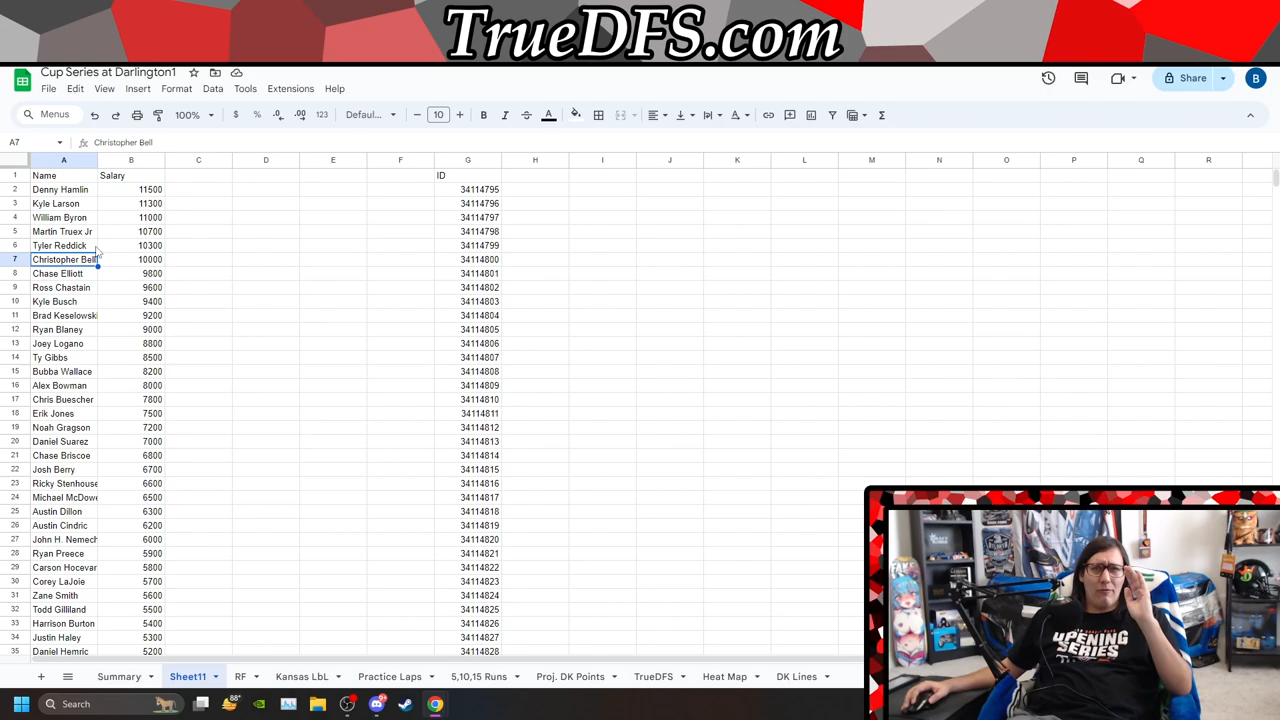 TrueDFS.com
Cup Series at Darlington1
File Edit View Insert Format Data Tools Extensions Help
Share B
Menus 100% $ % .0 .00 123 Defaul... 10 B I A
A7 Christopher Bell
A B C D E F G H I J K L M N O P Q R
1 Name Salary ID
2 Denny Hamlin 11500 34114795
3 Kyle Larson 11300 34114796
4 William Byron 11000 34114797
5 Martin Truex Jr 10700 34114798
6 Tyler Reddick 10300 34114799
7 Christopher Bell 10000 34114800
8 Chase Elliott 9800 34114801
9 Ross Chastain 9600 34114802
10 Kyle Busch 9400 34114803
11 Brad Keselowski 9200 34114804
12 Ryan Blaney 9000 34114805
13 Joey Logano 8800 34114806
14 Ty Gibbs 8500 34114807
15 Bubba Wallace 8200 34114808
16 Alex Bowman 8000 34114809
17 Chris Buescher 7800 34114810
18 Erik Jones 7500 34114811
19 Noah Gragson 7200 34114812
20 Daniel Suarez 7000 34114813
21 Chase Briscoe 6800 34114814
22 Josh Berry 6700 34114815
23 Ricky Stenhouse 6600 34114816
24 Michael McDowe 6500 34114817
25 Austin Dillon 6300 34114818
26 Austin Cindric 6200 34114819
27 John H. Nemech 6000 34114820
28 Ryan Preece 5900 34114821
29 Carson Hocevar 5800 34114822
30 Corey LaJoie 5700 34114823
31 Zane Smith 5600 34114824
32 Todd Gilliland 5500 34114825
33 Harrison Burton 5400 34114826
34 Justin Haley 5300 34114827
35 Daniel Hemric 5200 34114828
OPENING
SERIES
Summary Sheet11 RF Kansas LbL Practice Laps 5,10,15 Runs Proj. DK Points TrueDFS Heat Map DK Lines
Search 88° 9+